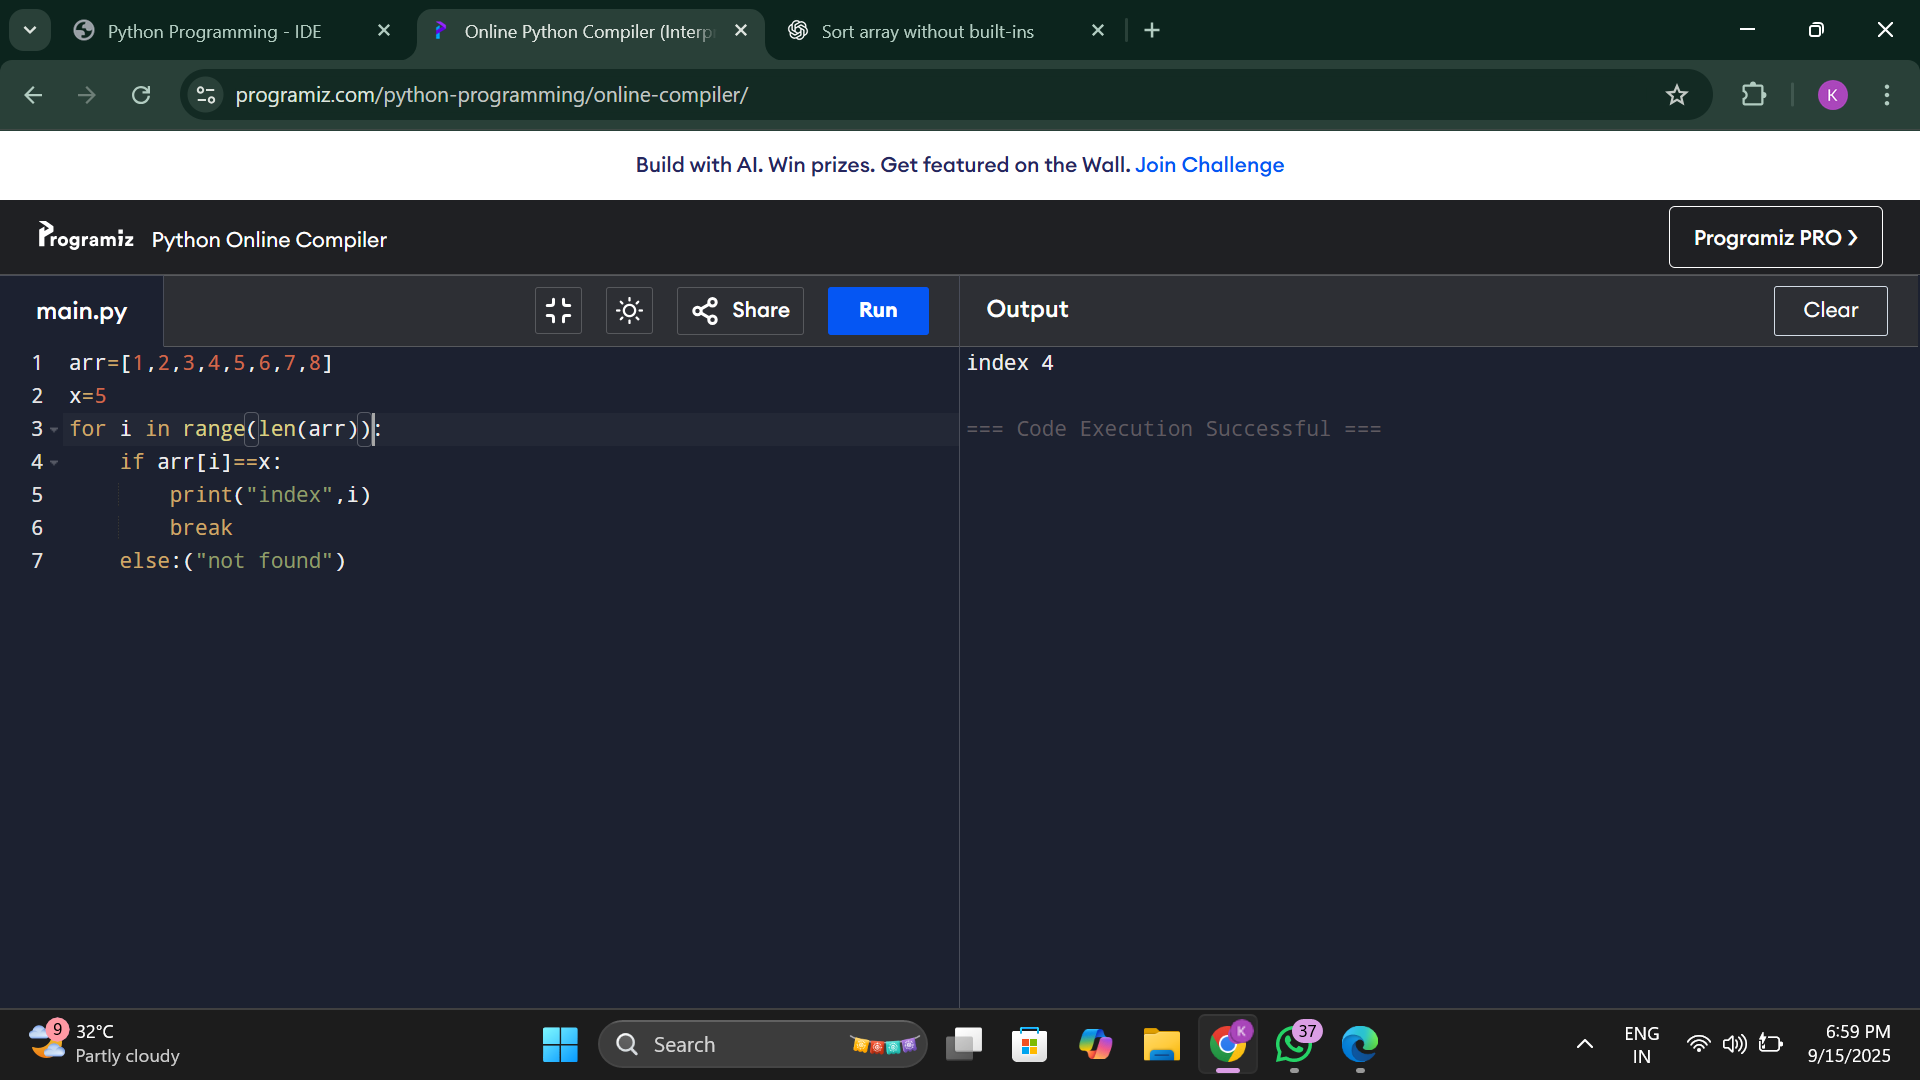 Python Programming - IDE
Online Python Compiler (Interp
Sort array without built-ins
programiz.com/python-programming/online-compiler/
K
Build with AI. Win prizes. Get featured on the Wall. Join Challenge
Programiz Python Online Compiler
Programiz PRO
main.py
Share
Run
Output
Clear
1 arr=[1,2,3,4,5,6,7,8]
2 x=5
3 for i in range(len(arr)):
4     if arr[i]==x:
5         print("index",i)
6         break
7     else:("not found")
index 4
=== Code Execution Successful ===
9
32°C
Partly cloudy
Search
K
37
ENG
IN
6:59 PM
9/15/2025